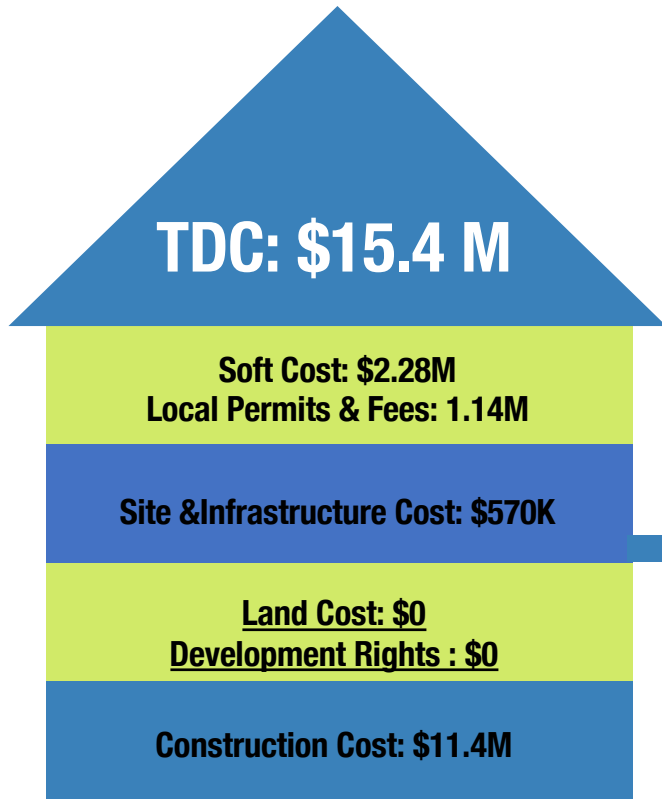 TDC: $15.4 M
Soft Cost: $2.28M
Local Permits & Fees: 1.14M
Site &Infrastructure Cost: $570K
Land Cost: $0
Development Rights : $0
Construction Cost: $11.4M